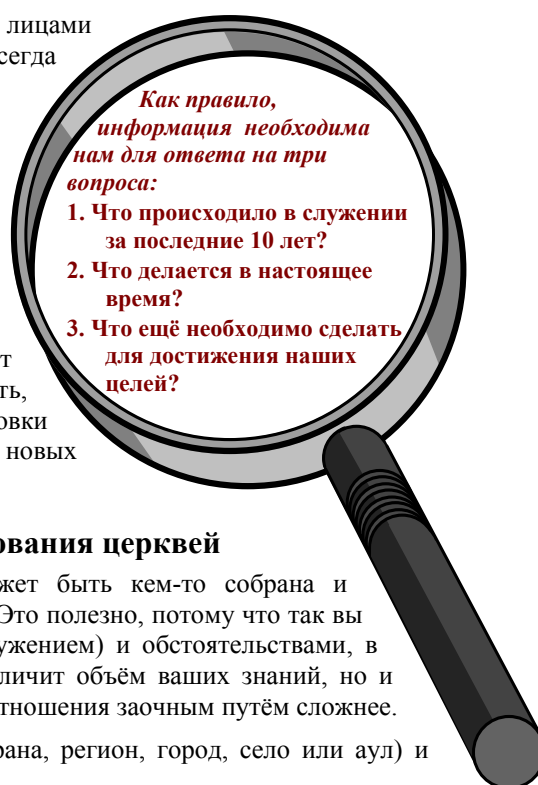 лицами
сегда
Как правило,
информация необходима
нам для ответа на три
вопроса:
1. Что происходило в служении
за последние 10 лет?
2. Что делается в настоящее
время?
3. Что ещё необходимо сделать
для достижения наших
целей?
т
ть,
овки
новых
ования церквей
жет быть кем-то собрана и
Это полезно, потому что так вы
ужением) и обстоятельствами, в
личит объём ваших знаний, но и
тношения заочным путём сложнее.
рана, регион, город, село или аул) и